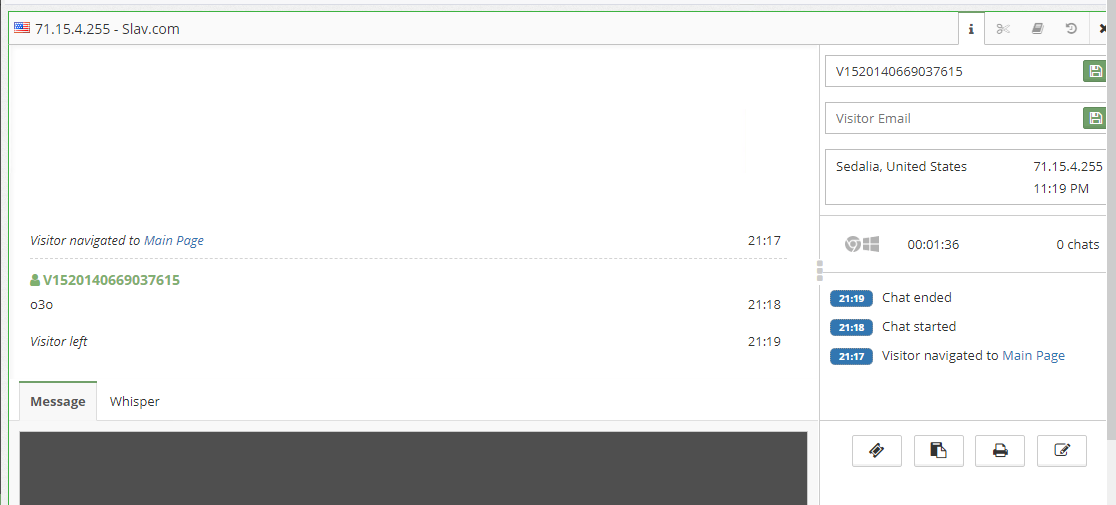 71.15.4.255 - Slav.com
Visitor navigated to Main Page 21:17
V1520140669037615
o3o 21:18
Visitor left 21:19
Message Whisper
V1520140669037615
Visitor Email
Sedalia, United States 71.15.4.255
11:19 PM
00:01:36 0 chats
21:19 Chat ended
21:18 Chat started
21:17 Visitor navigated to Main Page